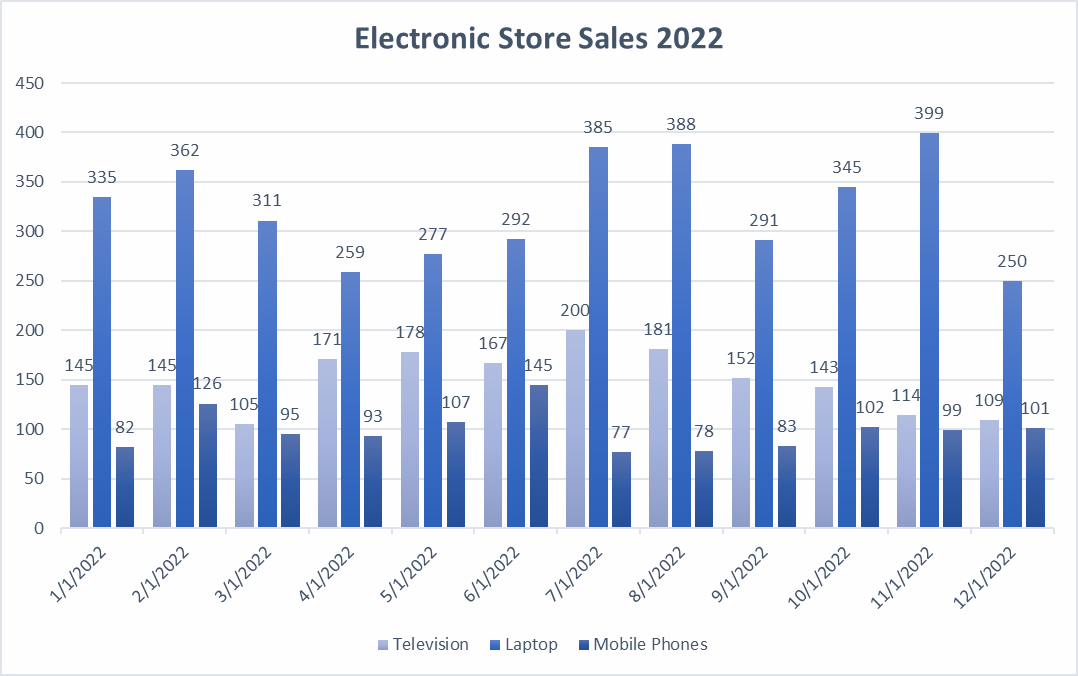 Electronic Store Sales 2022
450
400
350
300
250
200
150
100
50
0
145 335 82
145 362 126
105 311 95
171 259 93
178 277 107
167 292 145
200 385 77
181 388 78
152 291 83
143 345 102
114 399 99
109 250 101
1/1/2022 2/1/2022 3/1/2022 4/1/2022 5/1/2022 6/1/2022 7/1/2022 8/1/2022 9/1/2022 10/1/2022 11/1/2022 12/1/2022
Television Laptop Mobile Phones